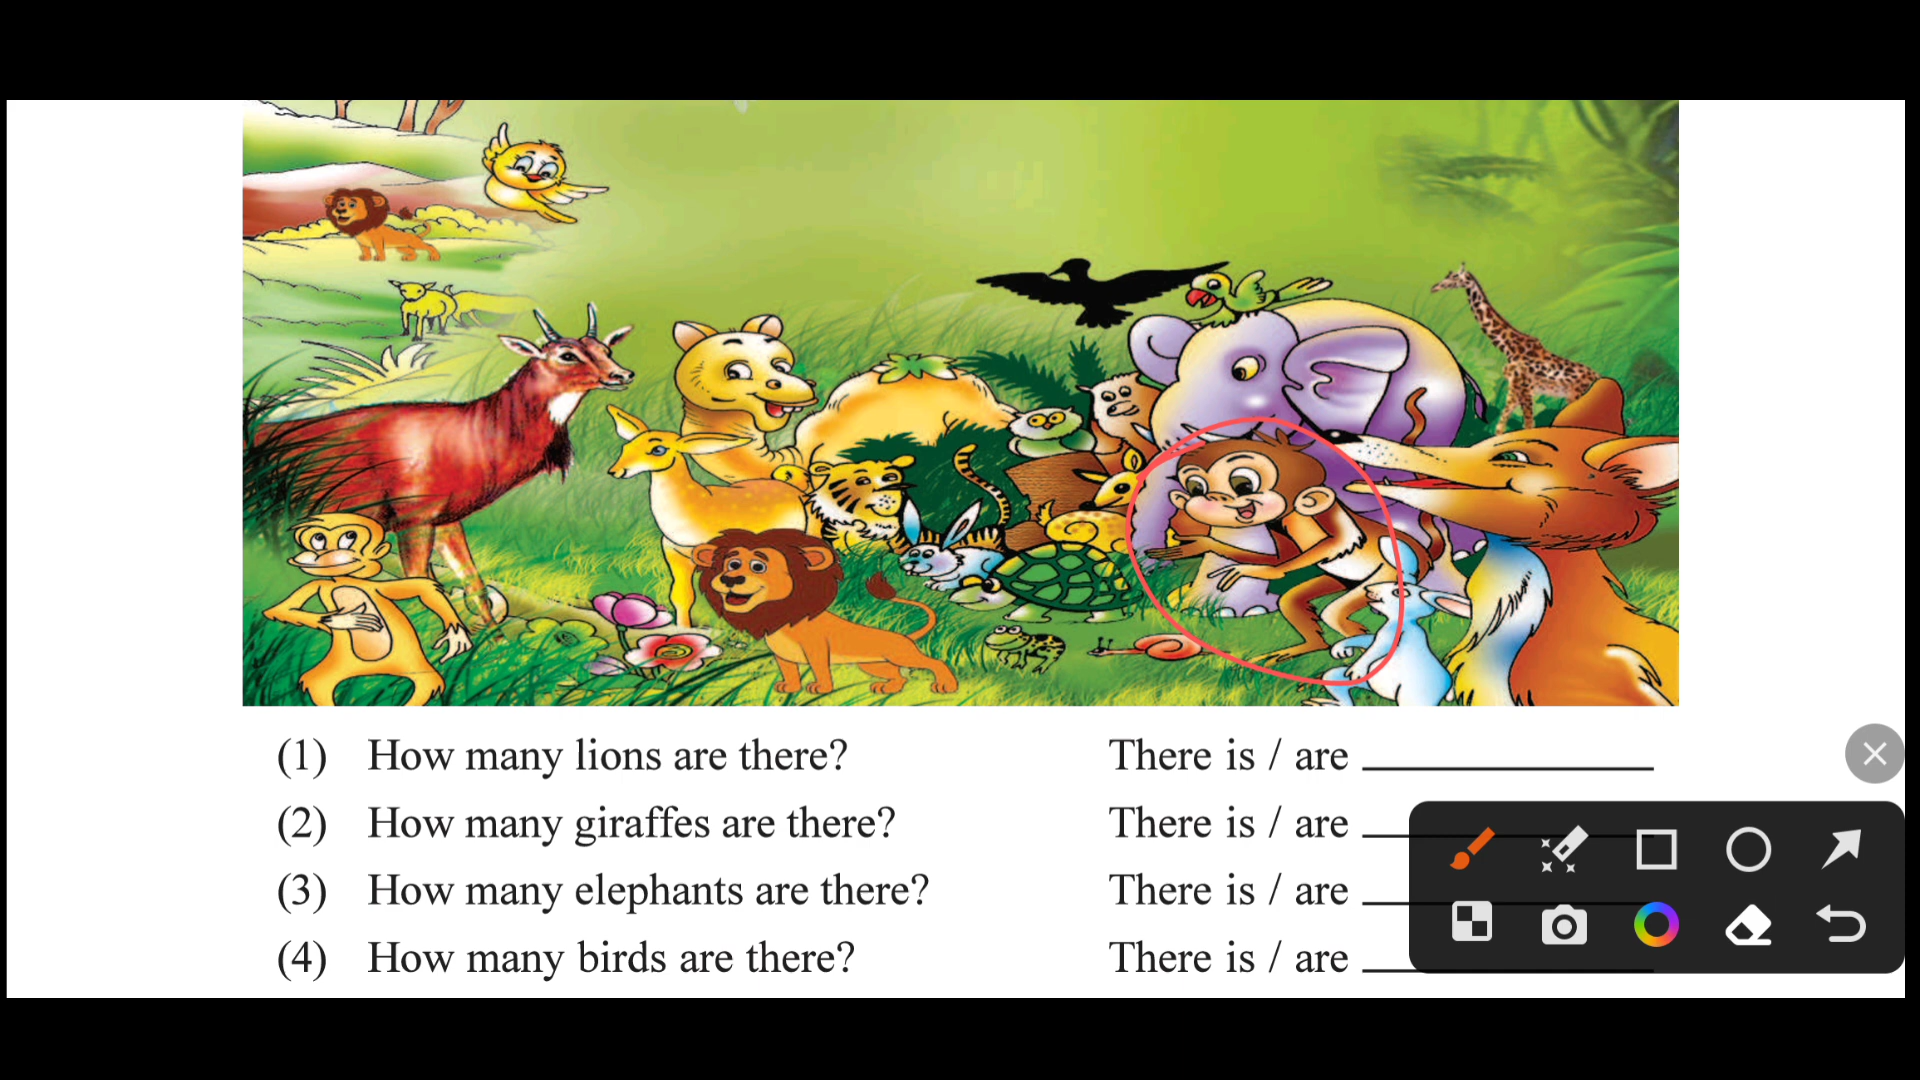 (1) How many lions are there? There is / are
(2) How many giraffes are there? There is / are
(3) How many elephants are there? There is / are
(4) How many birds are there? There is / are